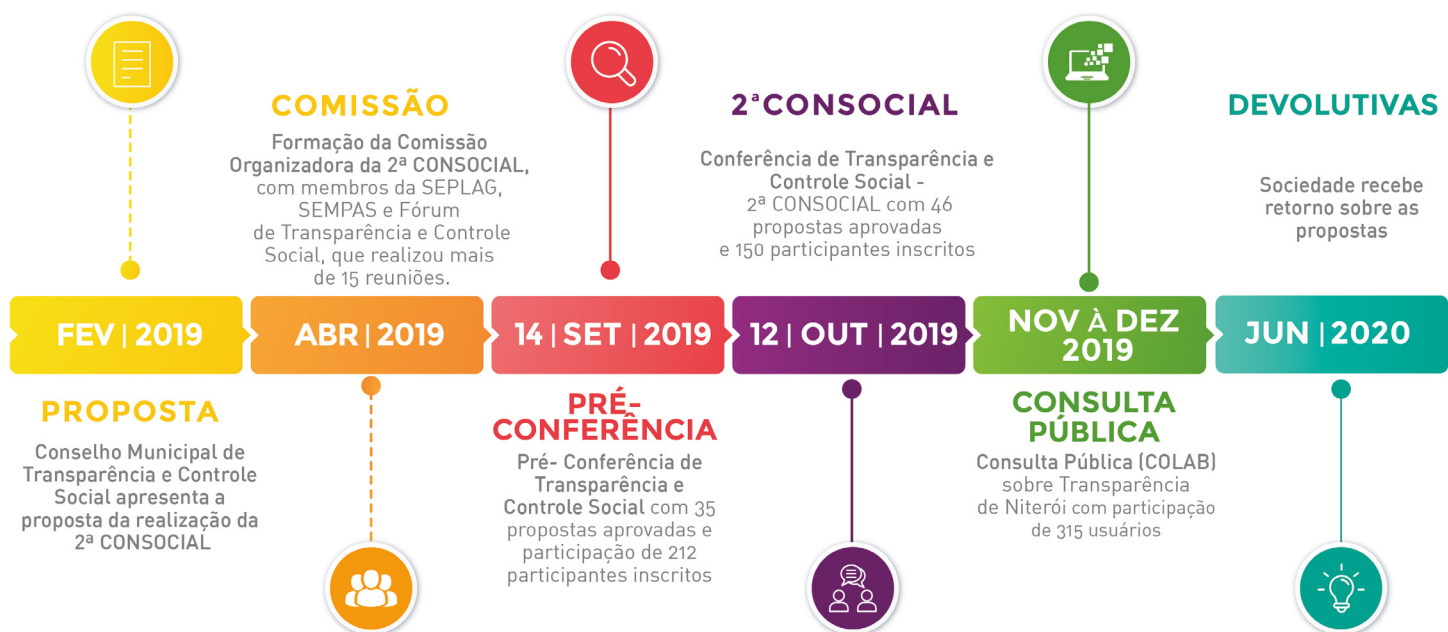 FEV | 2019
PROPOSTA
Conselho Municipal de
Transparência e Controle
Social apresenta a
proposta da realização da
2ª CONSOCIAL
COMISSÃO
Formação da Comissão
Organizadora da 2ª CONSOCIAL,
com membros da SEPLAG,
SEMPAS e Fórum
de Transparência e Controle
Social, que realizou mais
de 15 reuniões.
ABR | 2019
14 | SET | 2019
PRÉ-
CONFERÊNCIA
Pré- Conferência de
Transparência e
Controle Social com 35
propostas aprovadas e
participação de 212
participantes inscritos
2ªCONSOCIAL
Conferência de Transparência e
Controle Social -
2ª CONSOCIAL com 46
propostas aprovadas
e 150 participantes inscritos
12 | OUT | 2019
NOV À DEZ
2019
CONSULTA
PÚBLICA
Consulta Pública (COLAB)
sobre Transparência
de Niterói com participação
de 315 usuários
DEVOLUTIVAS
Sociedade recebe
retorno sobre as
propostas
JUN | 2020